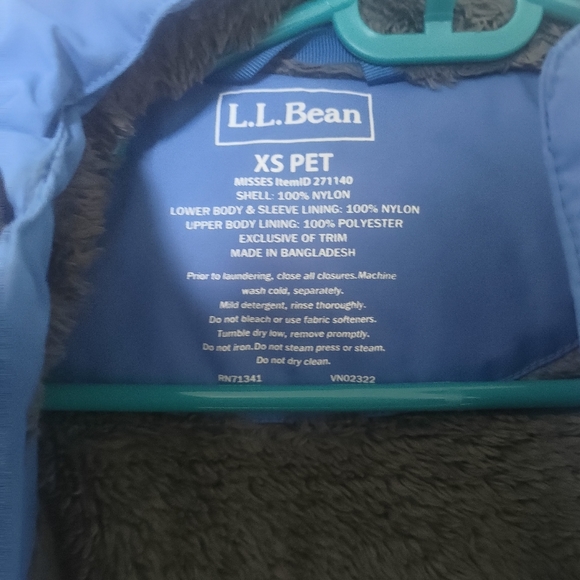 L.L.Bean
XS PET
MISSES ItemID 271140
SHELL: 100% NYLON
LOWER BODY & SLEEVE LINING: 100% NYLON
UPPER BODY LINING: 100% POLYESTER
EXCLUSIVE OF TRIM
MADE IN BANGLADESH
Prior to laundering, close all closures.Machine
wash cold, separately.
Mild detergent, rinse thoroughly.
Do not bleach or use fabric softeners.
Tumble dry low, remove promptly.
Do not iron.Do not steam press or steam.
Do not dry clean.
RN71341 VN02322